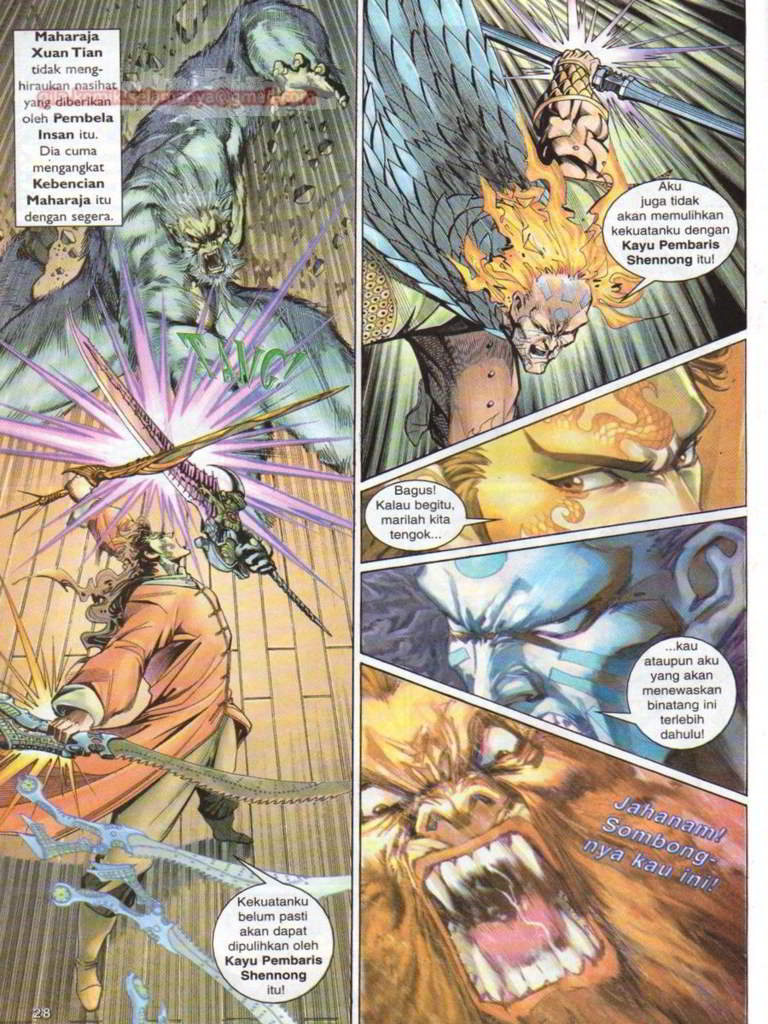 Maharaja
Xuan Tian
tidak meng-
hiraukan nasihat
yang diberikan
oleh Pembela
Insan itu.
Dia cuma
mengangkat
Kebencian
Maharaja itu
dengan segera.
TANG!
Kekuatanku
belum pasti
akan dapat
dipulihkan oleh
Kayu Pembaris
Shennong
itu!
28
Aku
juga tidak
akan memulihkan
kekuatanku dengan
Kayu Pembaris
Shennong itu!
Bagus!
Kalau begitu,
marilah kita
tengok...
...kau
ataupun aku
yang akan
menewaskan
binatang ini
terlebih
dahulu!
Jahanam!
Sombong-
nya kau ini!